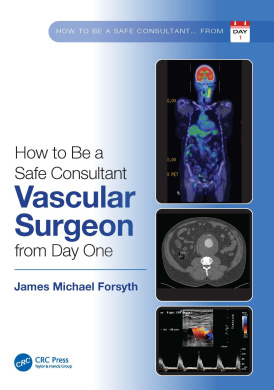 HOW TO BE A SAFE CONSULTANT... FROM DAY 1
How to Be a
Safe Consultant
Vascular
Surgeon
from Day One
James Michael Forsyth
CRC
CRC Press
Taylor & Francis Group